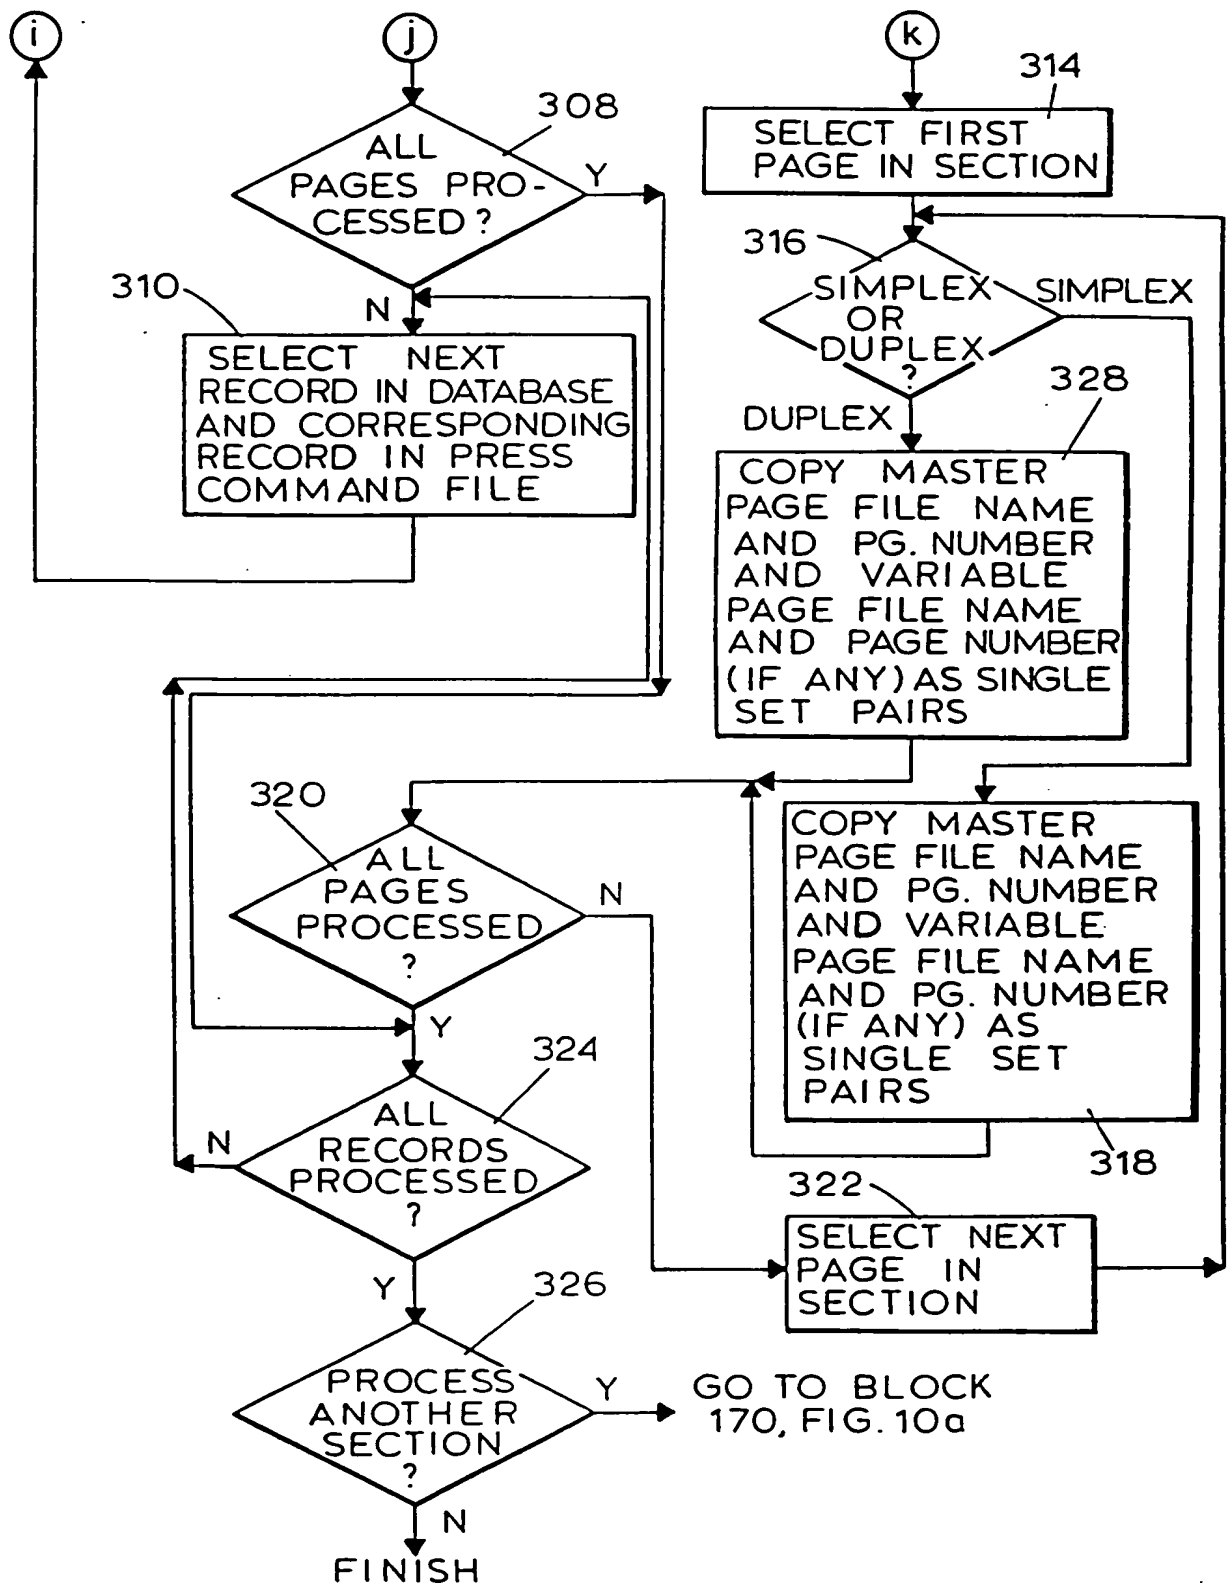 i
j
k
308
ALL
PAGES PRO-
CESSED?
Y
N
310
SELECT NEXT
RECORD IN DATABASE
AND CORRESPONDING
RECORD IN PRESS
COMMAND FILE
314
SELECT FIRST
PAGE IN SECTION
316
SIMPLEX
OR
DUPLEX
?
SIMPLEX
DUPLEX
328
COPY MASTER
PAGE FILE NAME
AND PG. NUMBER
AND VARIABLE
PAGE FILE NAME
AND PAGE NUMBER
(IF ANY) AS SINGLE
SET PAIRS
COPY MASTER
PAGE FILE NAME
AND PG. NUMBER
AND VARIABLE
PAGE FILE NAME
AND PG. NUMBER
(IF ANY) AS
SINGLE SET
PAIRS
318
320
ALL
PAGES
PROCESSED
?
N
Y
322
SELECT NEXT
PAGE IN
SECTION
324
ALL
RECORDS
PROCESSED
?
N
Y
326
PROCESS
ANOTHER
SECTION
?
Y
GO TO BLOCK
170, FIG. 10a
N
FINISH